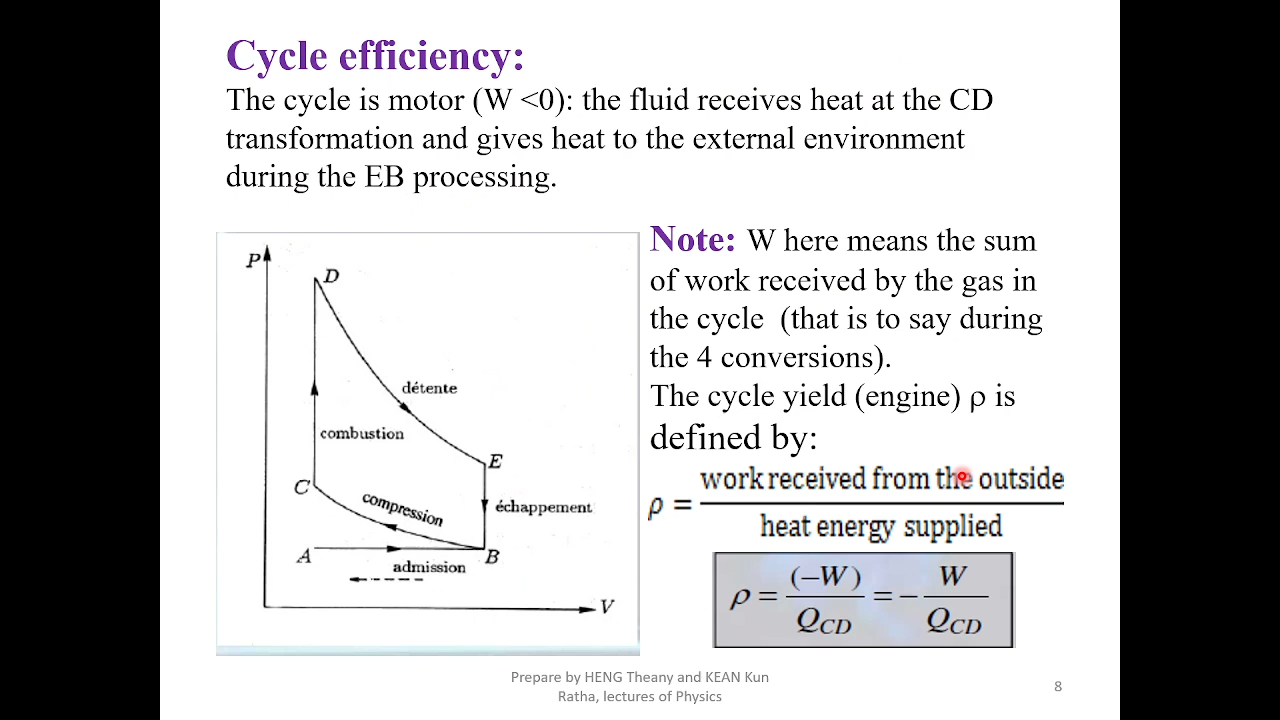 Cycle efficiency:
The cycle is motor (W <0): the fluid receives heat at the CD
transformation and gives heat to the external environment
during the EB processing.
P
D
détente
combustion
E
C
compression
échappement
A
B
admission
V
Note: W here means the sum
of work received by the gas in
the cycle (that is to say during
the 4 conversions).
The cycle yield (engine) ρ is
defined by:
ρ = work received from the outside
heat energy supplied
ρ = (−W) / Q_CD = − W / Q_CD
Prepare by HENG Theany and KEAN Kun
Ratha, lectures of Physics
8